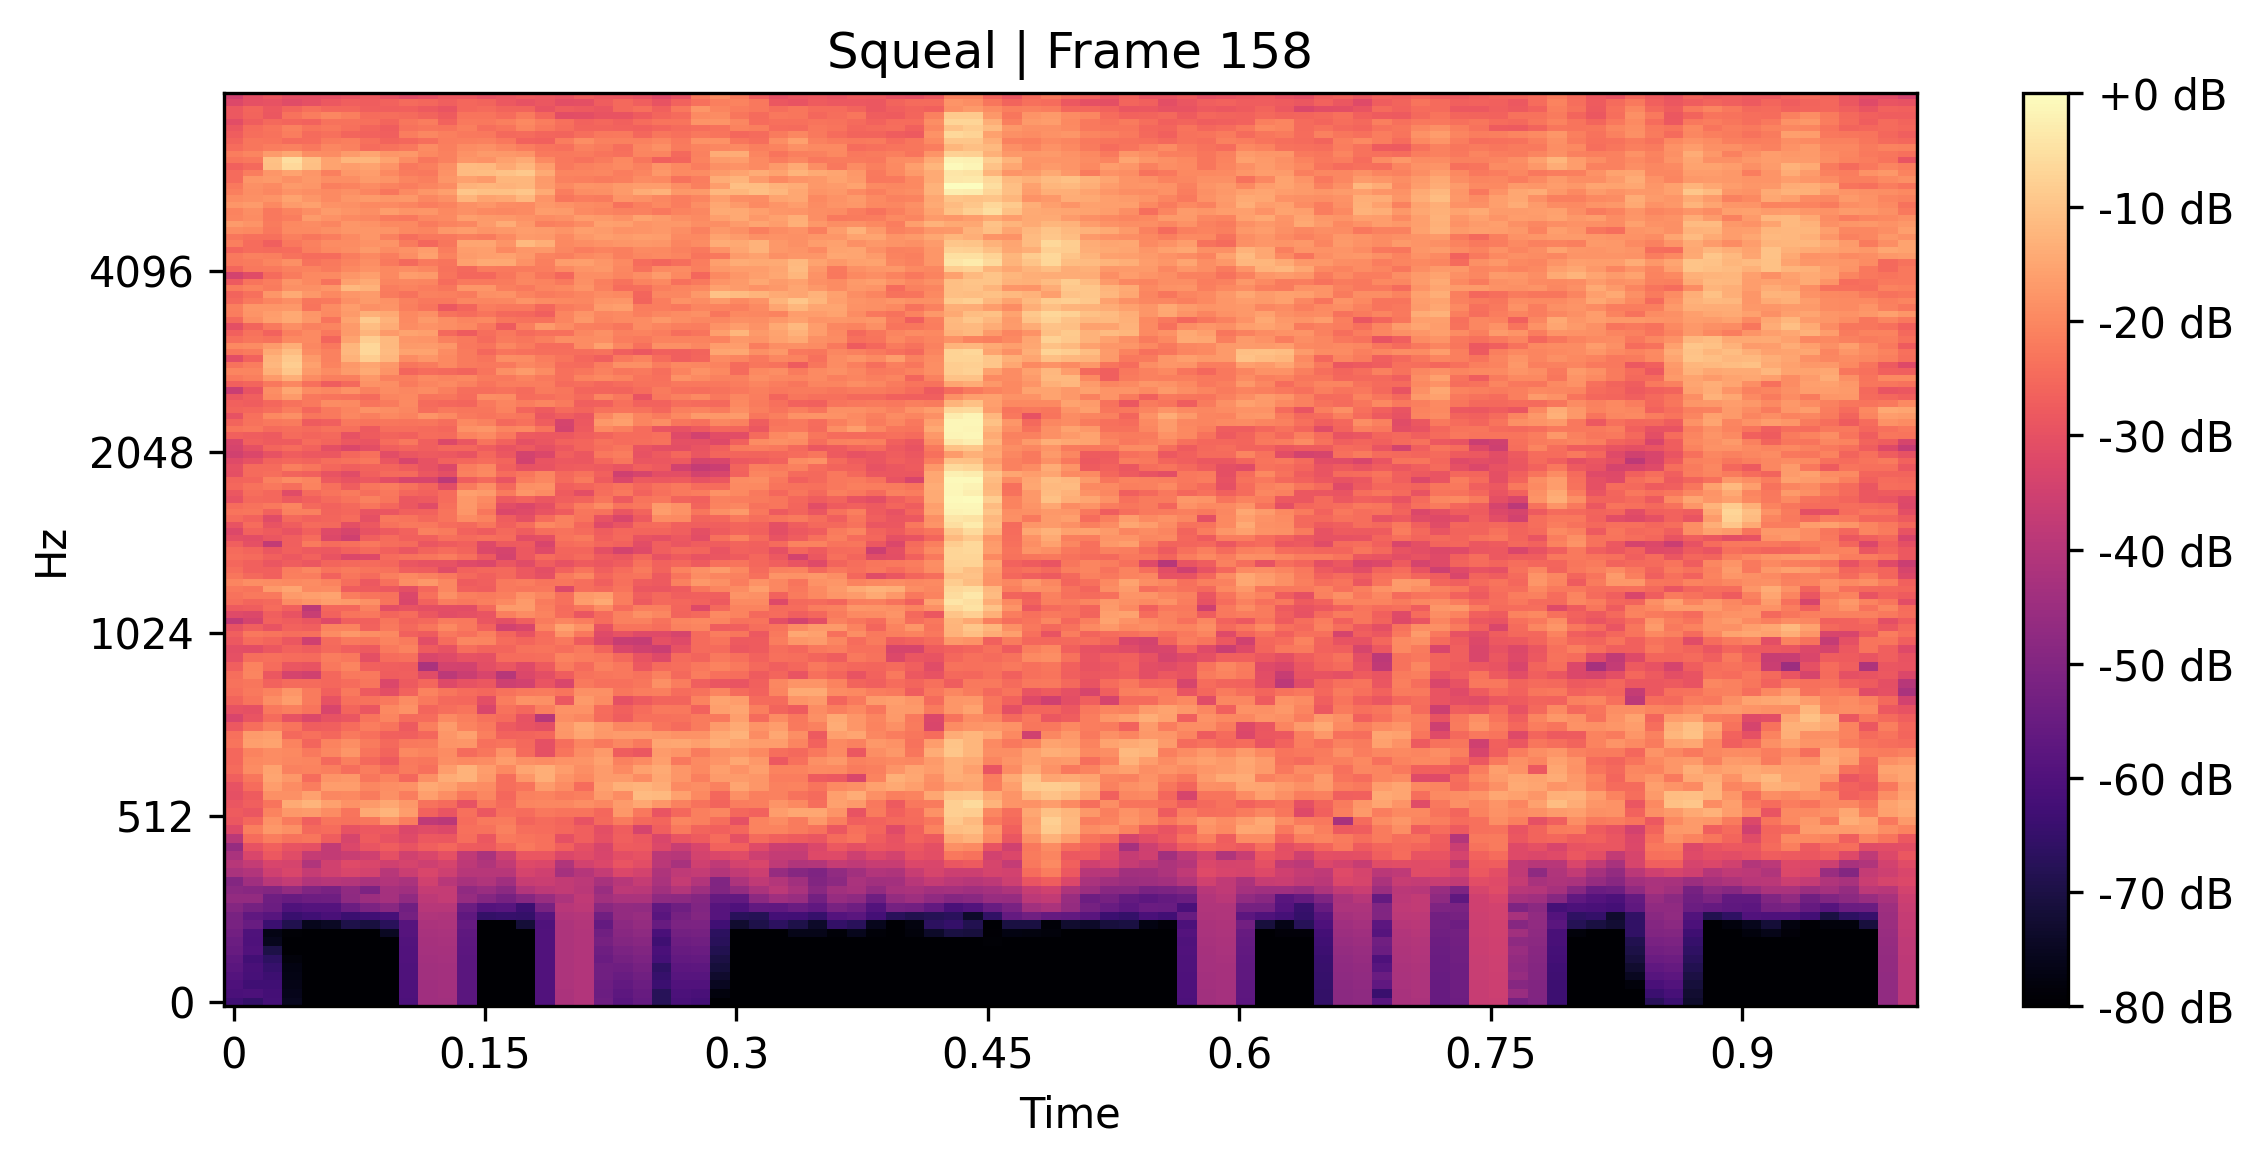 Squeal | Frame 158
Hz
4096
2048
1024
512
0
0 0.15 0.3 0.45 0.6 0.75 0.9
Time
+0 dB
-10 dB
-20 dB
-30 dB
-40 dB
-50 dB
-60 dB
-70 dB
-80 dB